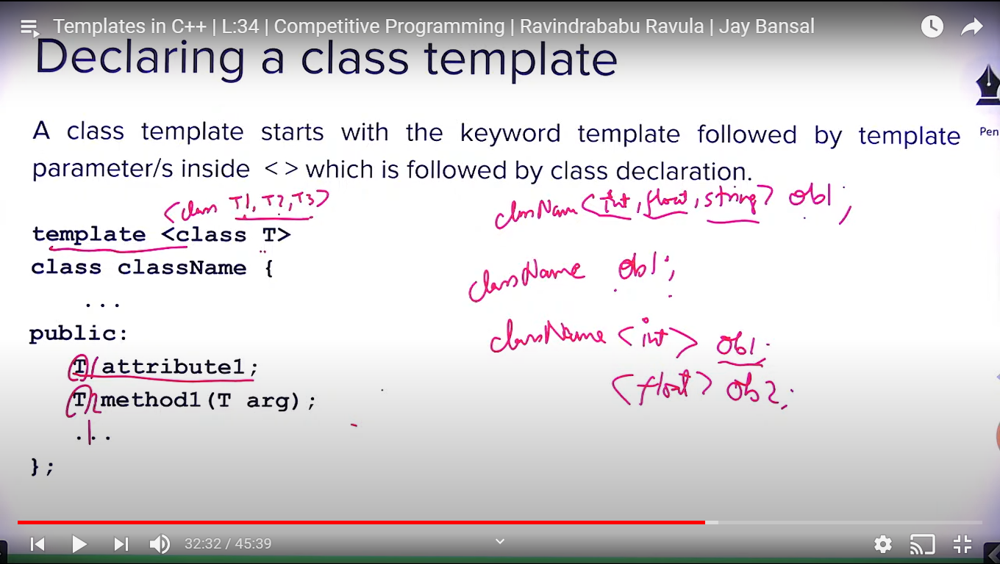 Templates in C++ | L:34 | Competitive Programming | Ravindrababu Ravula | Jay Bansal
Declaring a class template
A class template starts with the keyword template followed by template
parameter/s inside < > which is followed by class declaration.
Pen
<class T1, T2, T3>
template <class T>
class className {
...
public:
T attribute1;
T method1(T arg);
...
};
className <int, float, string> ob1;
className ob1;
className <int> ob1.
<float> ob2;
32:32 / 45:39